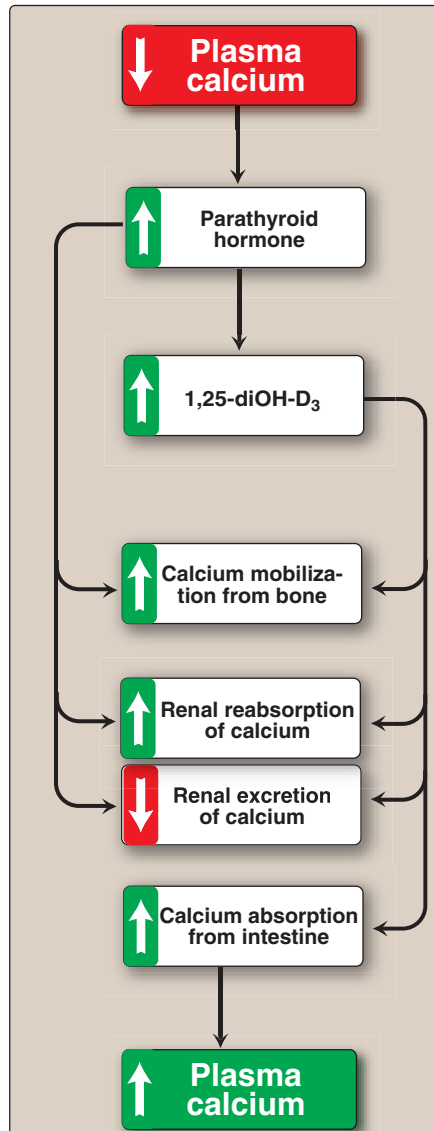 Plasma
calcium
Parathyroid
hormone
1,25-diOH-D₃
Calcium mobiliza-
tion from bone
Renal reabsorption
of calcium
Renal excretion
of calcium
Calcium absorption
from intestine
Plasma
calcium